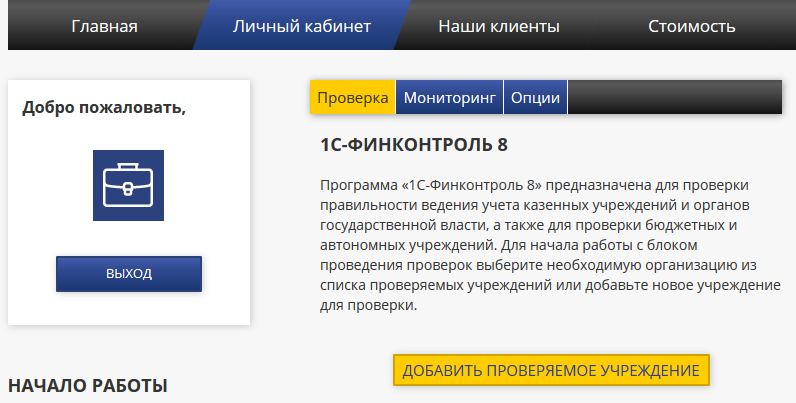 Главная
Личный кабинет
Наши клиенты
Стоимость
Добро пожаловать,
ВЫХОД
НАЧАЛО РАБОТЫ
Проверка
Мониторинг
Опции
1С-ФИНКОНТРОЛЬ 8
Программа «1С-Финконтроль 8» предназначена для проверки
правильности ведения учета казенных учреждений и органов
государственной власти, а также для проверки бюджетных и
автономных учреждений. Для начала работы с блоком
проведения проверок выберите необходимую организацию из
списка проверяемых учреждений или добавьте новое учреждение
для проверки.
ДОБАВИТЬ ПРОВЕРЯЕМОЕ УЧРЕЖДЕНИЕ